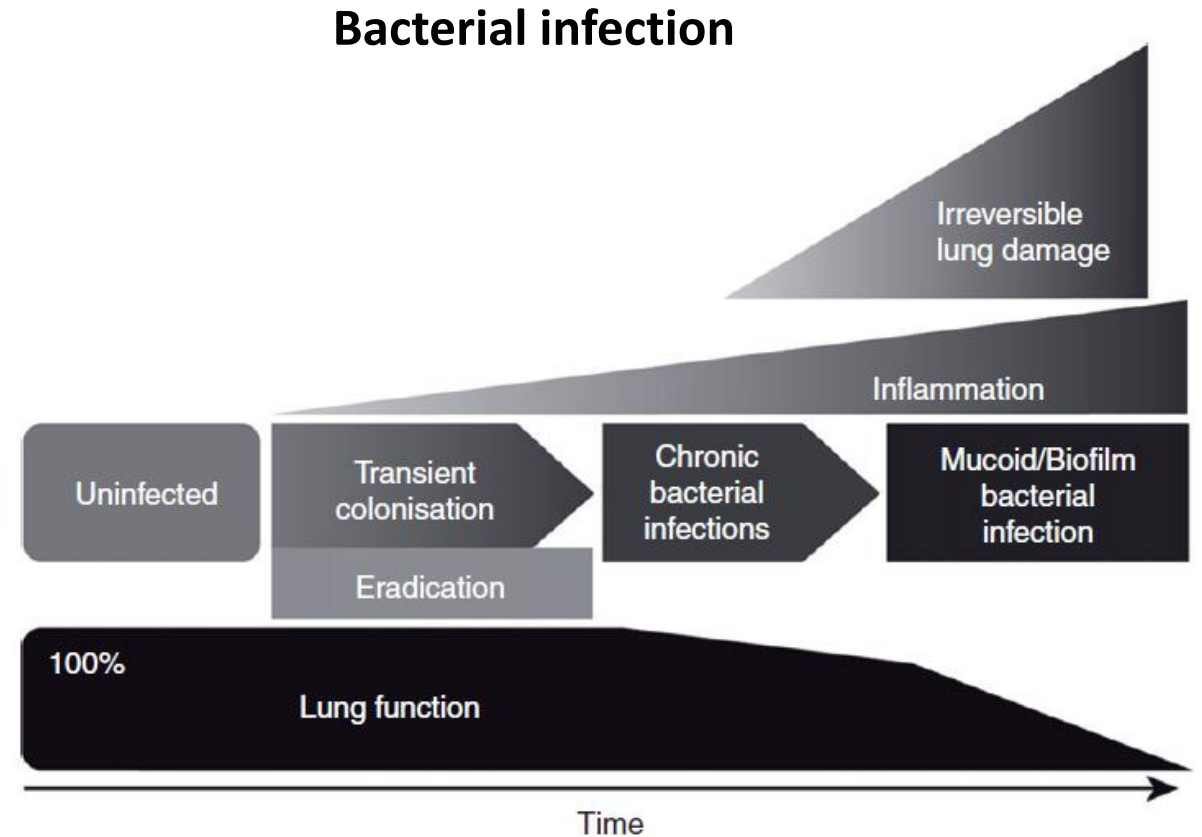 Bacterial infection
Irreversible
lung damage
Inflammation
Uninfected
Transient
colonisation
Chronic
bacterial
infections
Mucoid/Biofilm
bacterial
infection
Eradication
100%
Lung function
Time